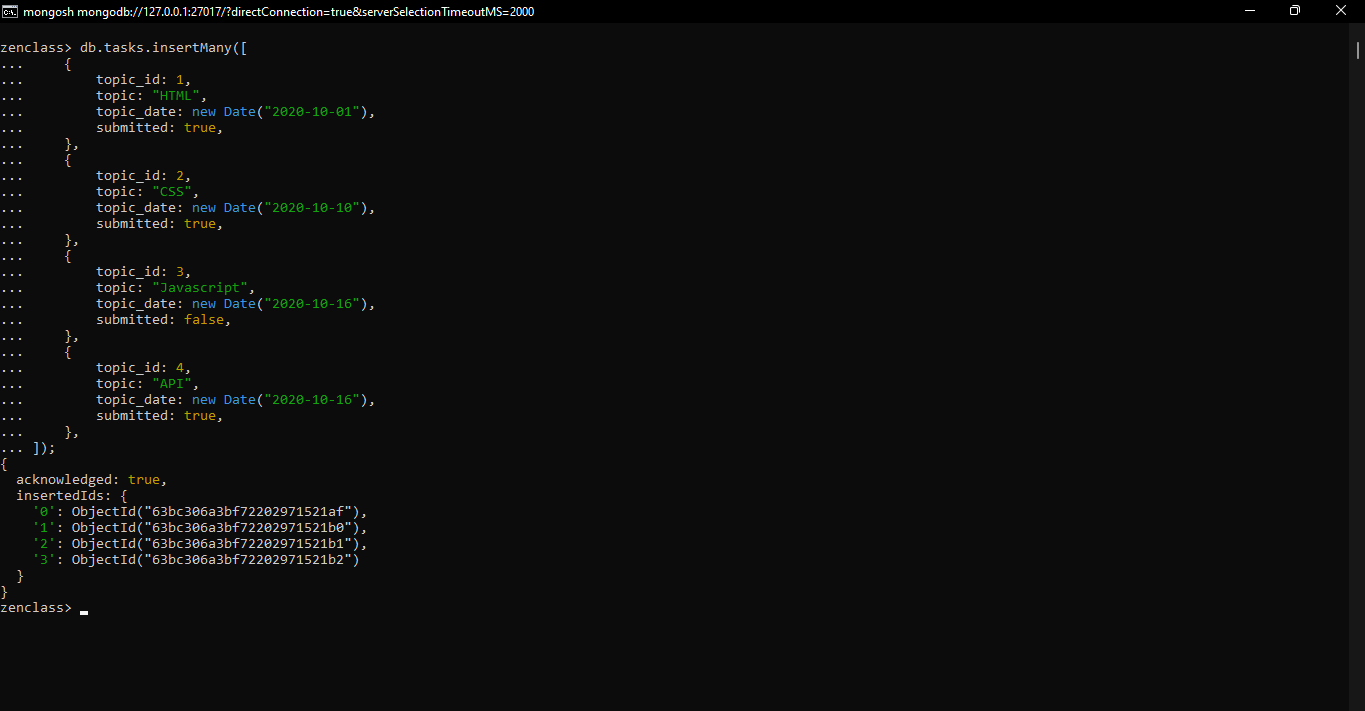 mongosh mongodb://127.0.0.1:27017/?directConnection=true&serverSelectionTimeoutMS=2000
zenclass> db.tasks.insertMany([
...     {
...         topic_id: 1,
...         topic: "HTML",
...         topic_date: new Date("2020-10-01"),
...         submitted: true,
...     },
...     {
...         topic_id: 2,
...         topic: "CSS",
...         topic_date: new Date("2020-10-10"),
...         submitted: true,
...     },
...     {
...         topic_id: 3,
...         topic: "Javascript",
...         topic_date: new Date("2020-10-16"),
...         submitted: false,
...     },
...     {
...         topic_id: 4,
...         topic: "API",
...         topic_date: new Date("2020-10-16"),
...         submitted: true,
...     },
... ]);
{
  acknowledged: true,
  insertedIds: {
    '0': ObjectId("63bc306a3bf72202971521af"),
    '1': ObjectId("63bc306a3bf72202971521b0"),
    '2': ObjectId("63bc306a3bf72202971521b1"),
    '3': ObjectId("63bc306a3bf72202971521b2")
  }
}
zenclass>